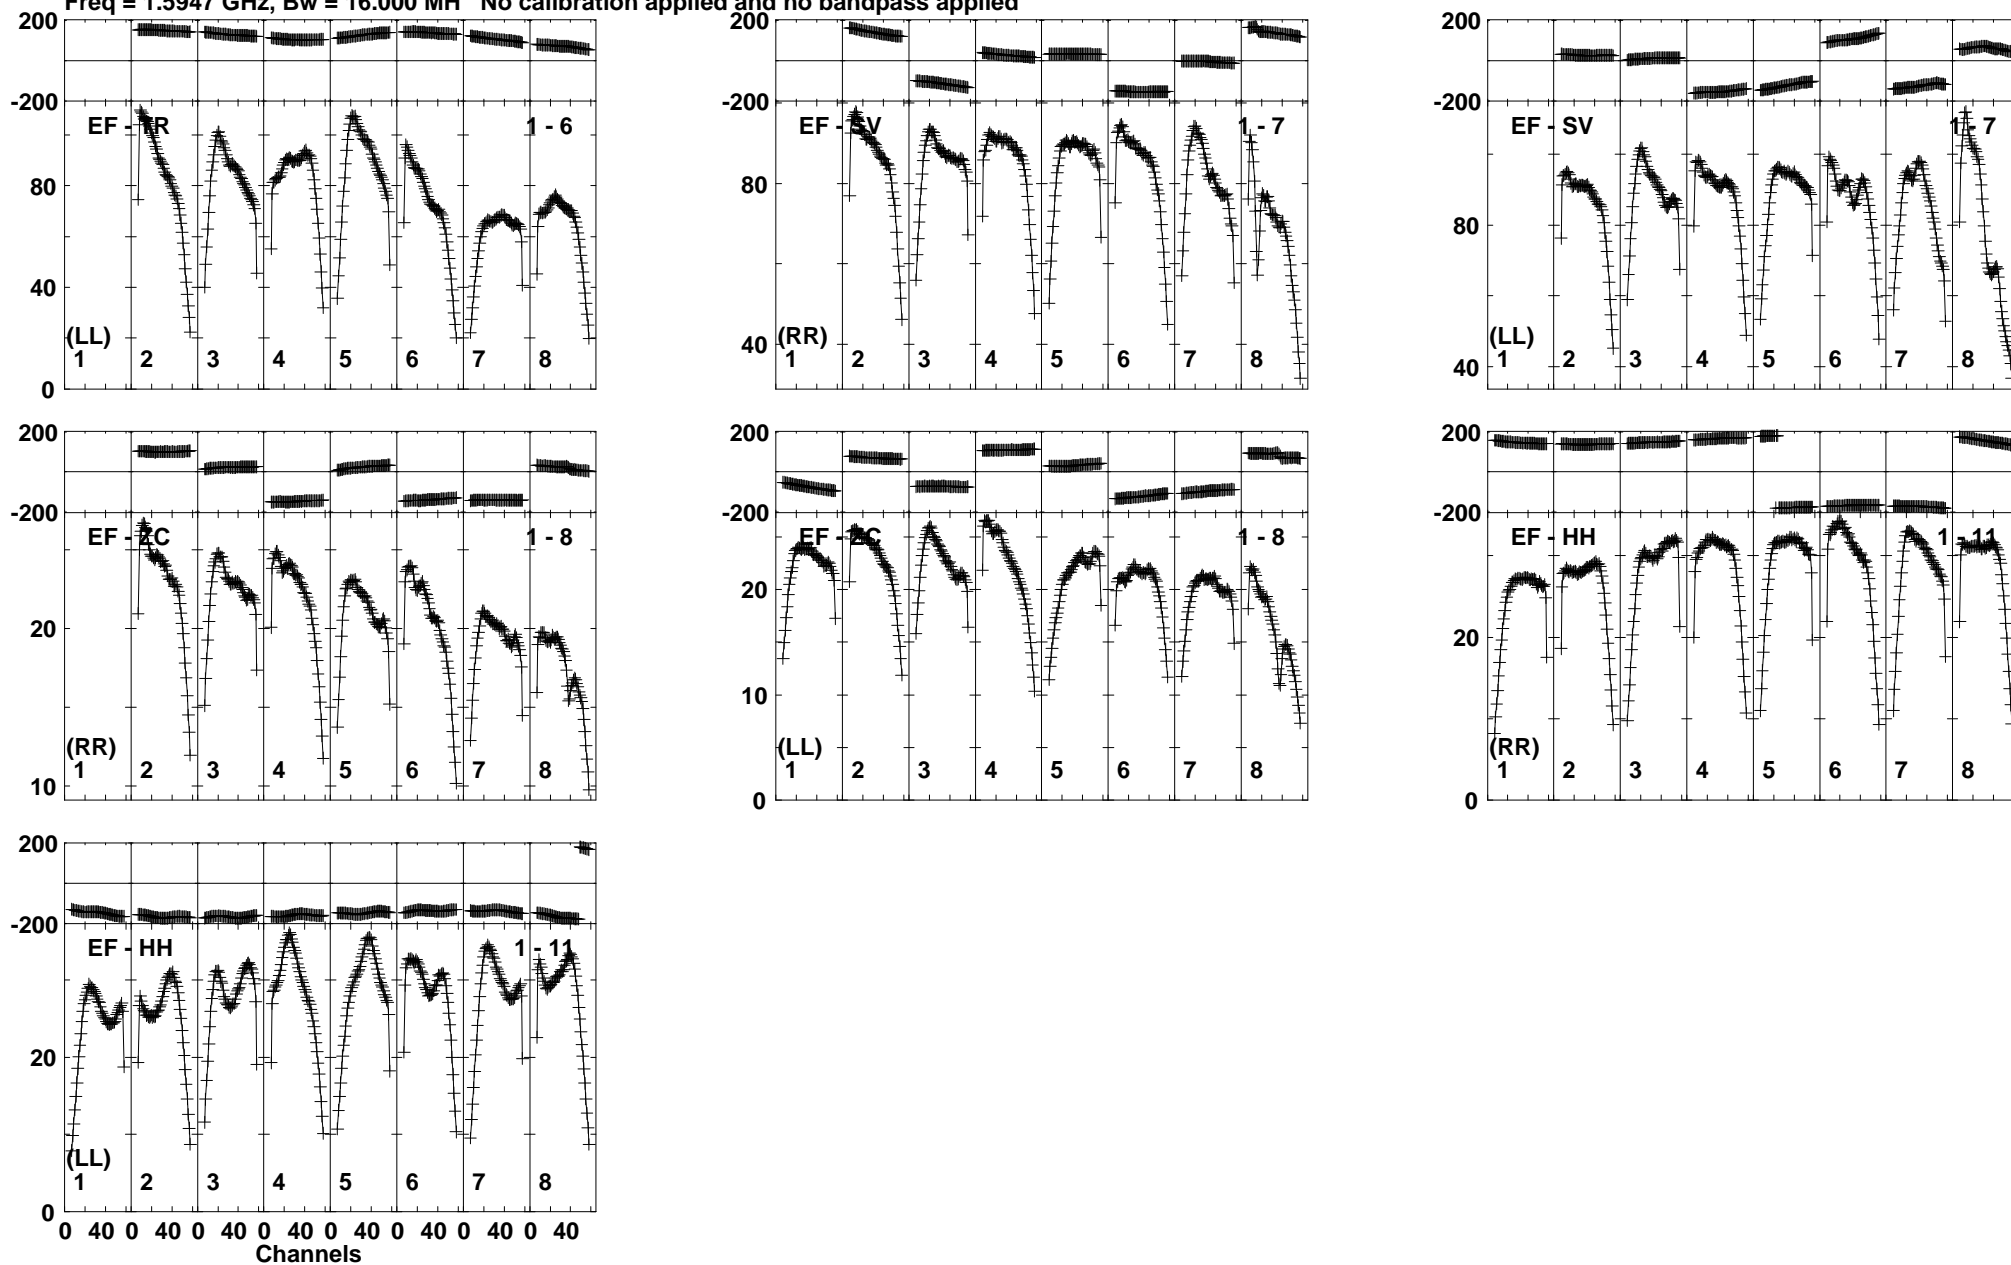 Freq = 1.5947 GHz, Bw = 16.000 MH No calibration applied and no bandpass applied
200
-200
EF - TR 1 - 6
80
40
0
(LL)
1 2 3 4 5 6 7 8
200
-200
EF - SV 1 - 7
80
40
(RR)
1 2 3 4 5 6 7 8
200
-200
EF - SV 1 - 7
80
40
(LL)
1 2 3 4 5 6 7 8
200
-200
EF - ZC 1 - 8
20
10
(RR)
1 2 3 4 5 6 7 8
200
-200
EF - ZC 1 - 8
20
10
0
(LL)
1 2 3 4 5 6 7 8
200
-200
EF - HH 1 - 11
20
0
(RR)
1 2 3 4 5 6 7 8
200
-200
EF - HH 1 - 11
20
0
(LL)
1 2 3 4 5 6 7 8
0 40 0 40 0 40 0 40 0 40 0 40 0 40 0 40
Channels